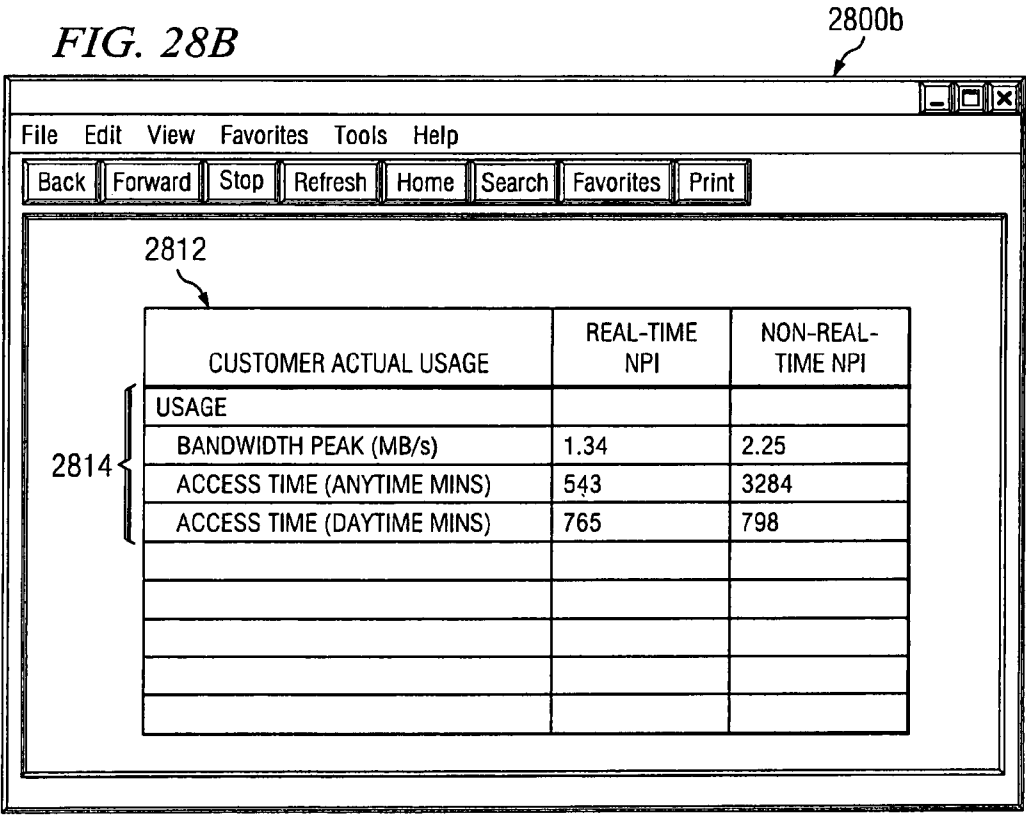 2800b
FIG. 28B
File Edit View Favorites Tools Help
Back Forward Stop Refresh Home Search Favorites Print
2812
CUSTOMER ACTUAL USAGE
REAL-TIME
NPI
NON-REAL-
TIME NPI
2814
USAGE
BANDWIDTH PEAK (MB/s) 1.34 2.25
ACCESS TIME (ANYTIME MINS) 543 3284
ACCESS TIME (DAYTIME MINS) 765 798